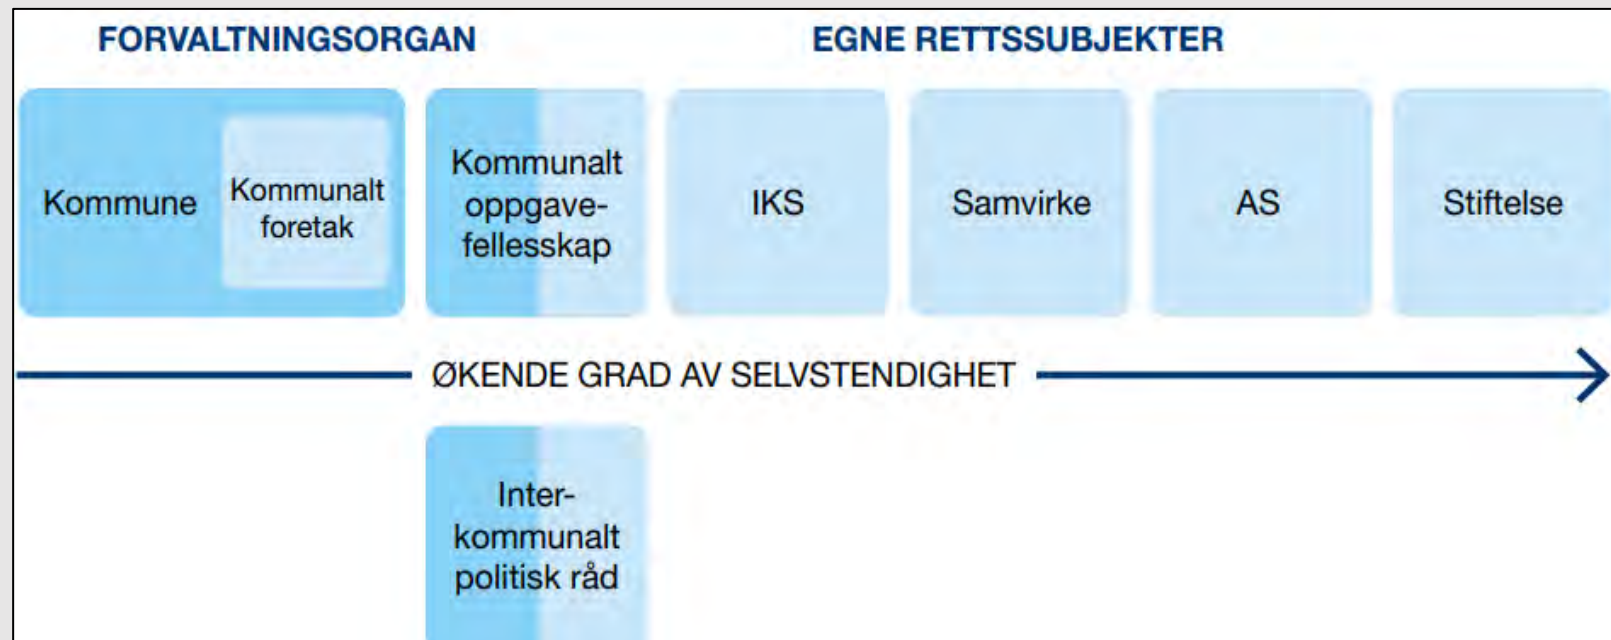 FORVALTNINGSORGAN
EGNE RETTSSUBJEKTER
Kommune
Kommunalt
foretak
Kommunalt
oppgave-
fellesskap
IKS
Samvirke
AS
Stiftelse
ØKENDE GRAD AV SELVSTENDIGHET
Inter-
kommunalt
politisk råd